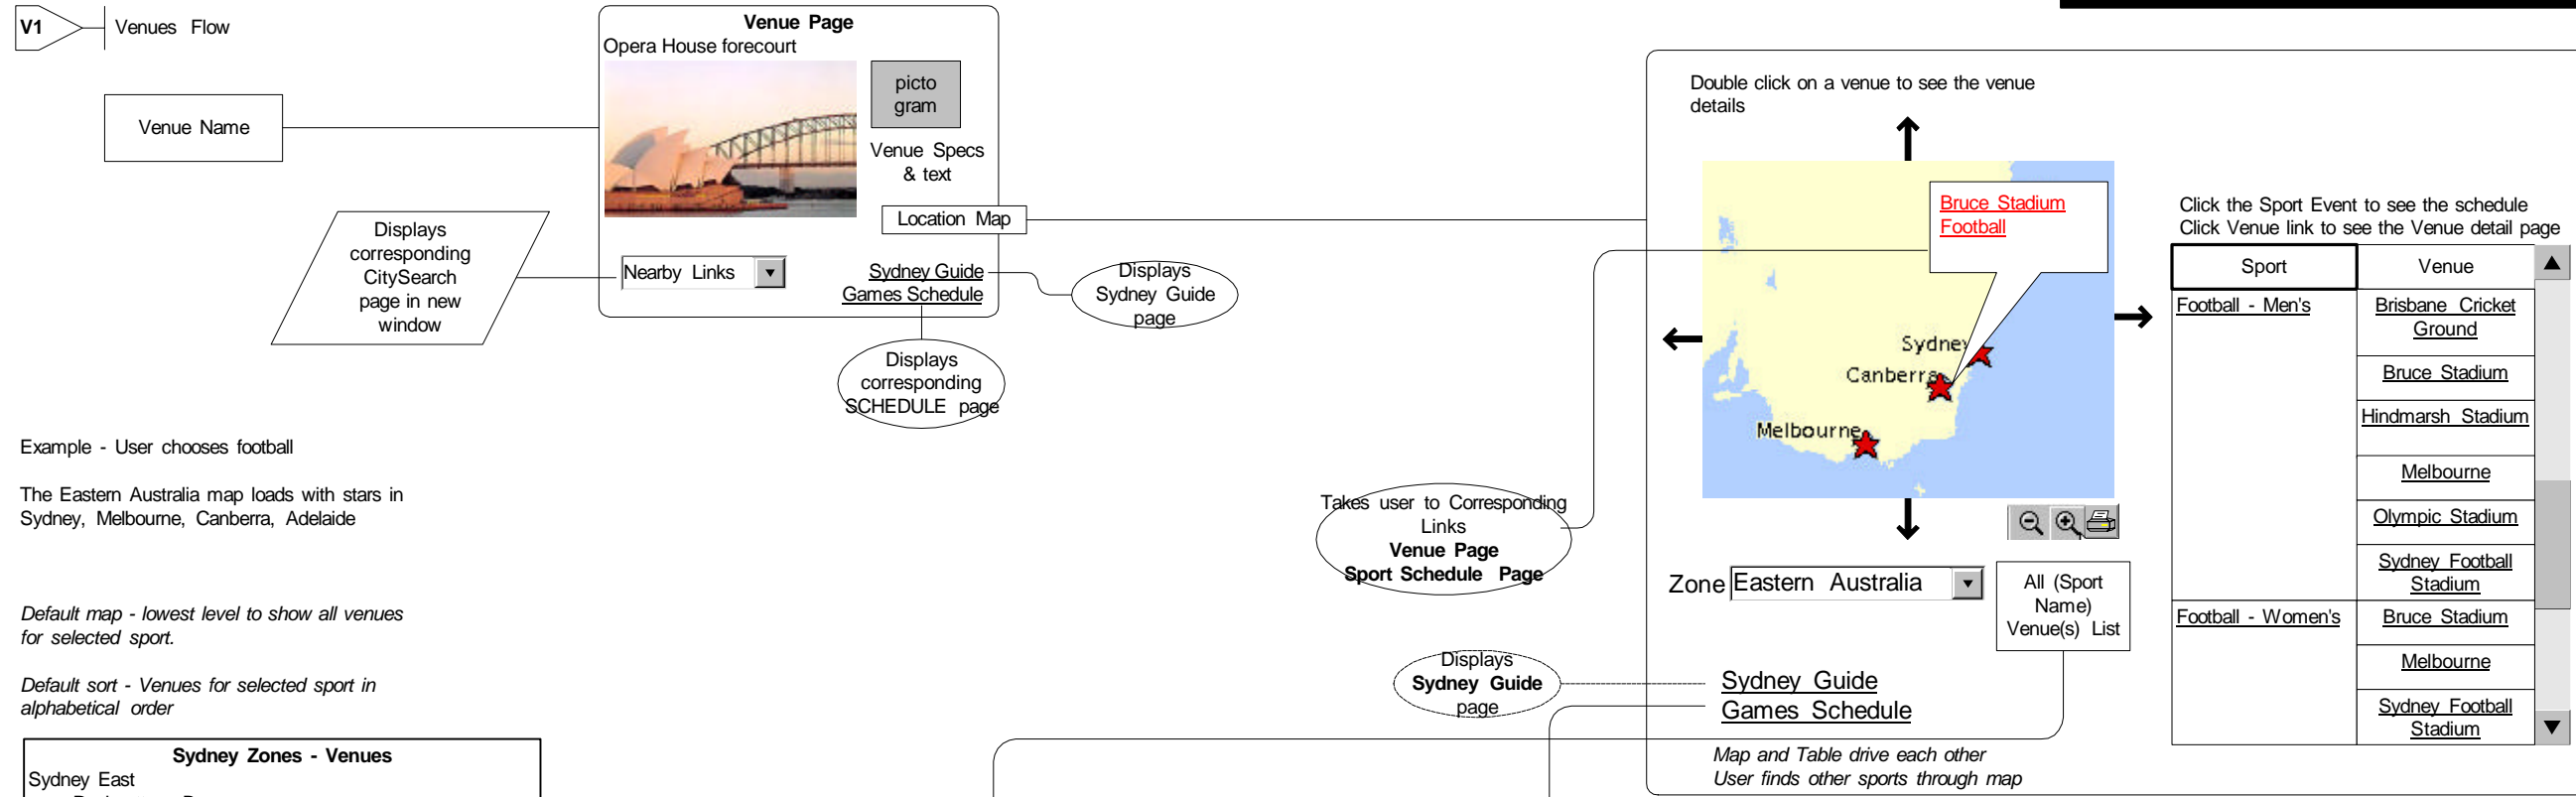 V1
Venues Flow
Venue Name
Displays
corresponding
CitySearch
page in new
window
Venue Page
Opera House forecourt
picto
gram
Venue Specs
& text
Location Map
Nearby Links
Sydney Guide
Games Schedule
Displays
Sydney Guide
page
Displays
corresponding
SCHEDULE page
Example - User chooses football
The Eastern Australia map loads with stars in
Sydney, Melbourne, Canberra, Adelaide
Default map - lowest level to show all venues
for selected sport.
Default sort - Venues for selected sport in
alphabetical order
Sydney Zones - Venues
Sydney East
Double click on a venue to see the venue
details
Bruce Stadium
Football
Sydney
Canberra
Melbourne
Takes user to Corresponding
Links
Venue Page
Sport Schedule Page
Zone Eastern Australia
All (Sport
Name)
Venue(s) List
Displays
Sydney Guide
page
Sydney Guide
Games Schedule
Map and Table drive each other
User finds other sports through map
Click the Sport Event to see the schedule
Click Venue link to see the Venue detail page
Sport Venue
Football - Men's Brisbane Cricket
Ground
Bruce Stadium
Hindmarsh Stadium
Melbourne
Olympic Stadium
Sydney Football
Stadium
Football - Women's Bruce Stadium
Melbourne
Sydney Football
Stadium